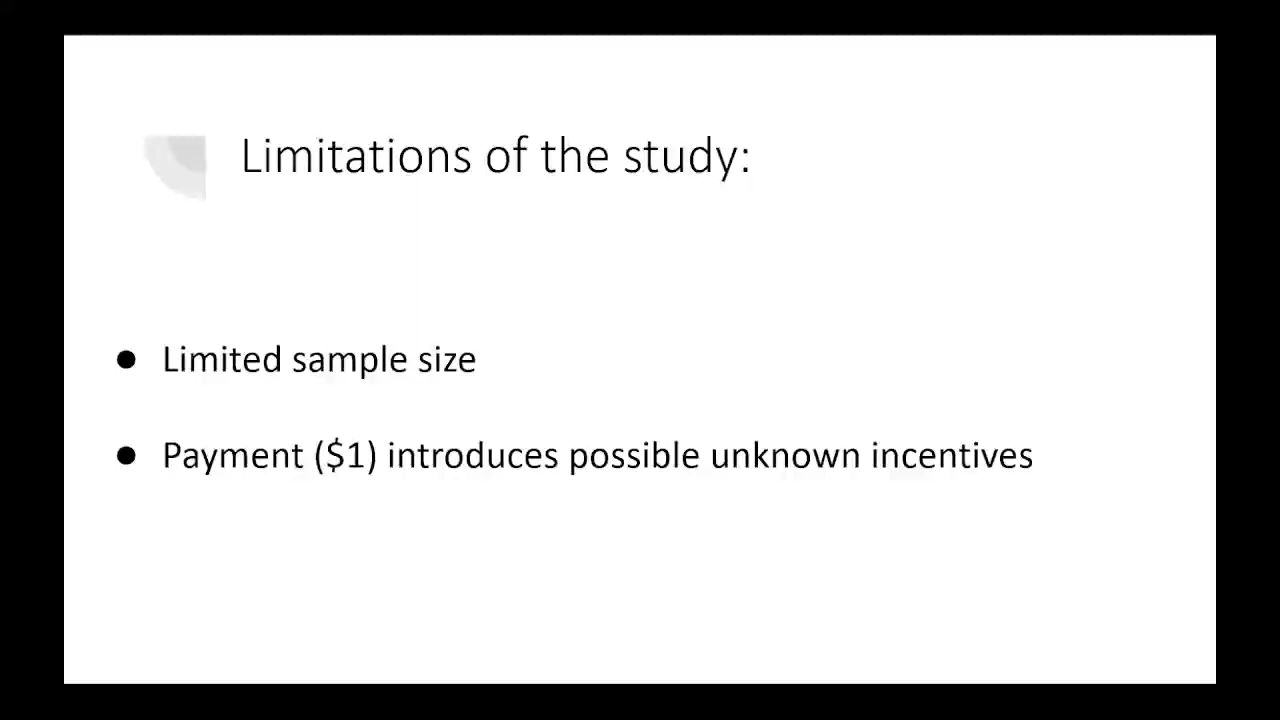 Limitations of the study:
● Limited sample size
● Payment ($1) introduces possible unknown incentives